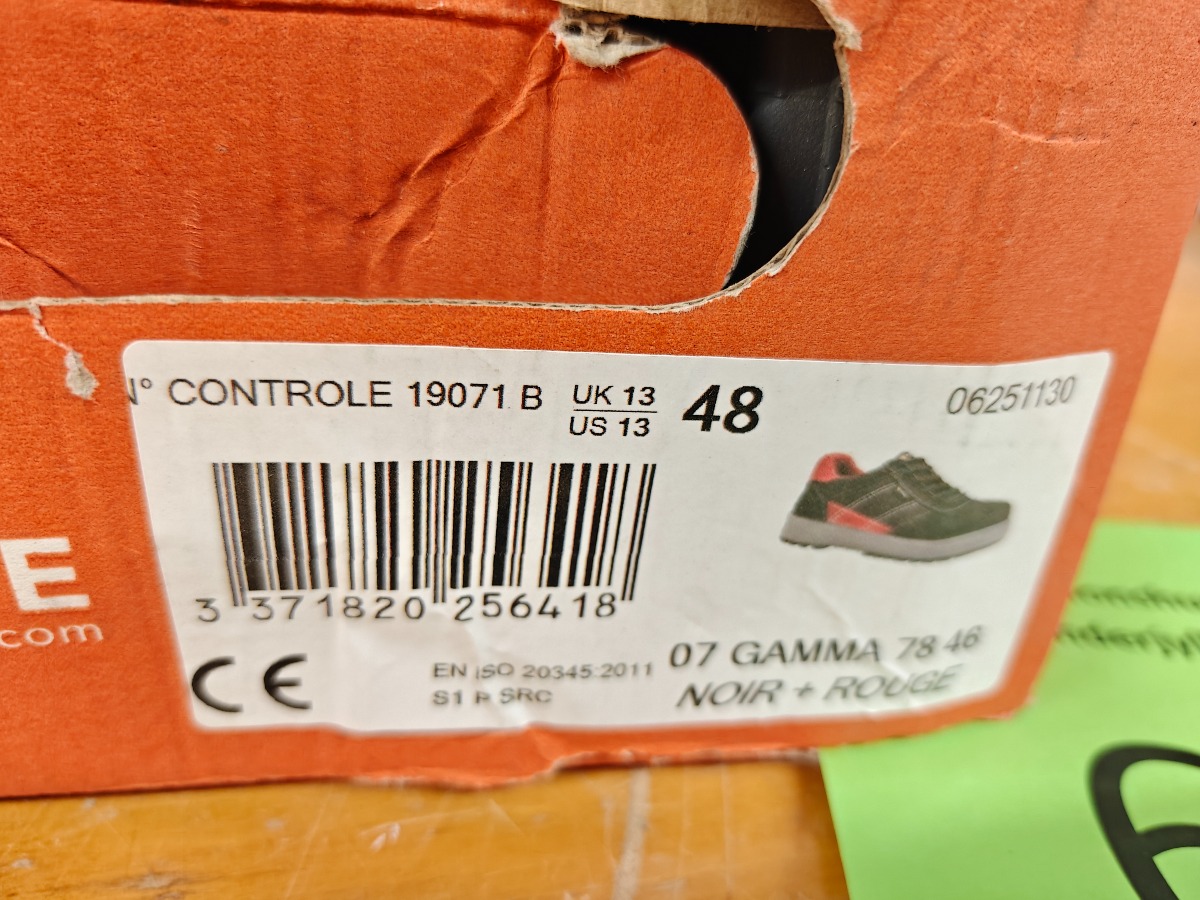 N° CONTROLE 19071 B
UK 13
US 13
48
06251130
3 371820 256418
E
.com
CE
EN ISO 20345:2011
S1 P SRC
07 GAMMA 78 46
NOIR + ROUGE